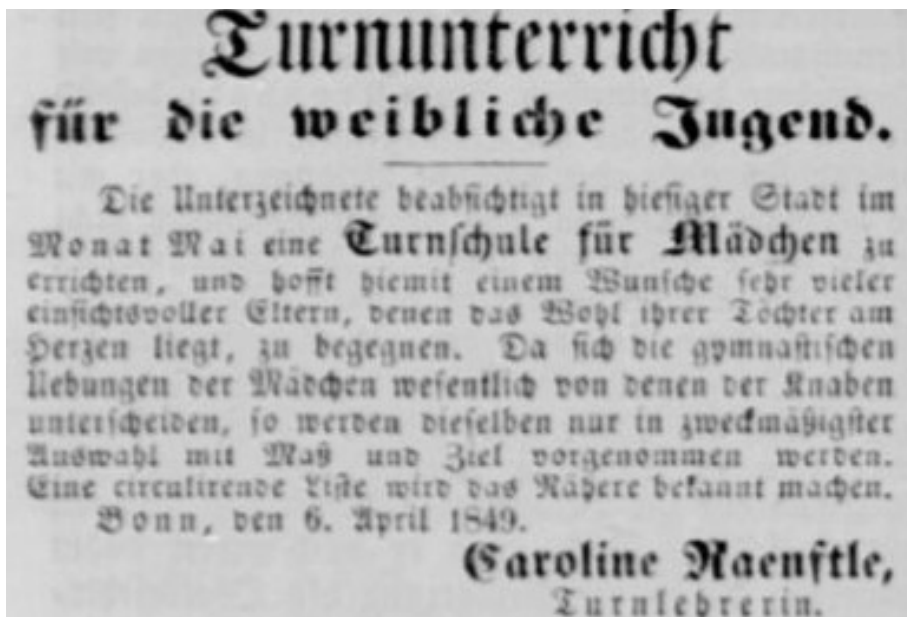 Turnunterricht
für die weibliche Jugend.
Die Unterzeichnete beabsichtigt in hiesiger Stadt im
Monat Mai eine Turnschule für Mädchen zu
errichten, und hofft hiemit einem Wunsche sehr vieler
einsichtsvoller Eltern, denen das Wohl ihrer Töchter am
Herzen liegt, zu begegnen. Da sich die gymnastischen
Uebungen der Mädchen wesentlich von denen der Knaben
unterscheiden, so werden dieselben nur in zweckmäßigster
Auswahl mit Maß und Ziel vorgenommen werden.
Eine circulirende Liste wird das Nähere bekannt machen.
Bonn, den 6. April 1849.
Caroline Raenftle,
Turnlehrerin.